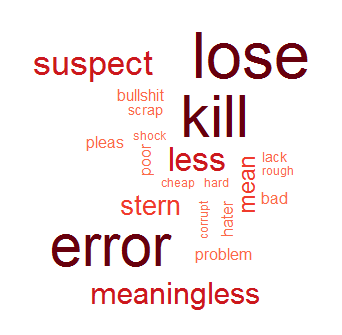 lose
suspect
bullshit
scrap
kill
shock
pleas
poor
less
lack
rough
mean
cheap
hard
stern
bad
corrupt
hater
error
problem
meaningless